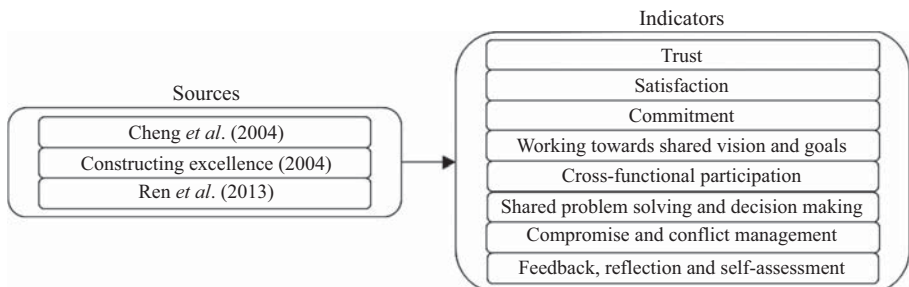 Sources
Cheng et al. (2004)
Constructing excellence (2004)
Ren et al. (2013)
Indicators
Trust
Satisfaction
Commitment
Working towards shared vision and goals
Cross-functional participation
Shared problem solving and decision making
Compromise and conflict management
Feedback, reflection and self-assessment